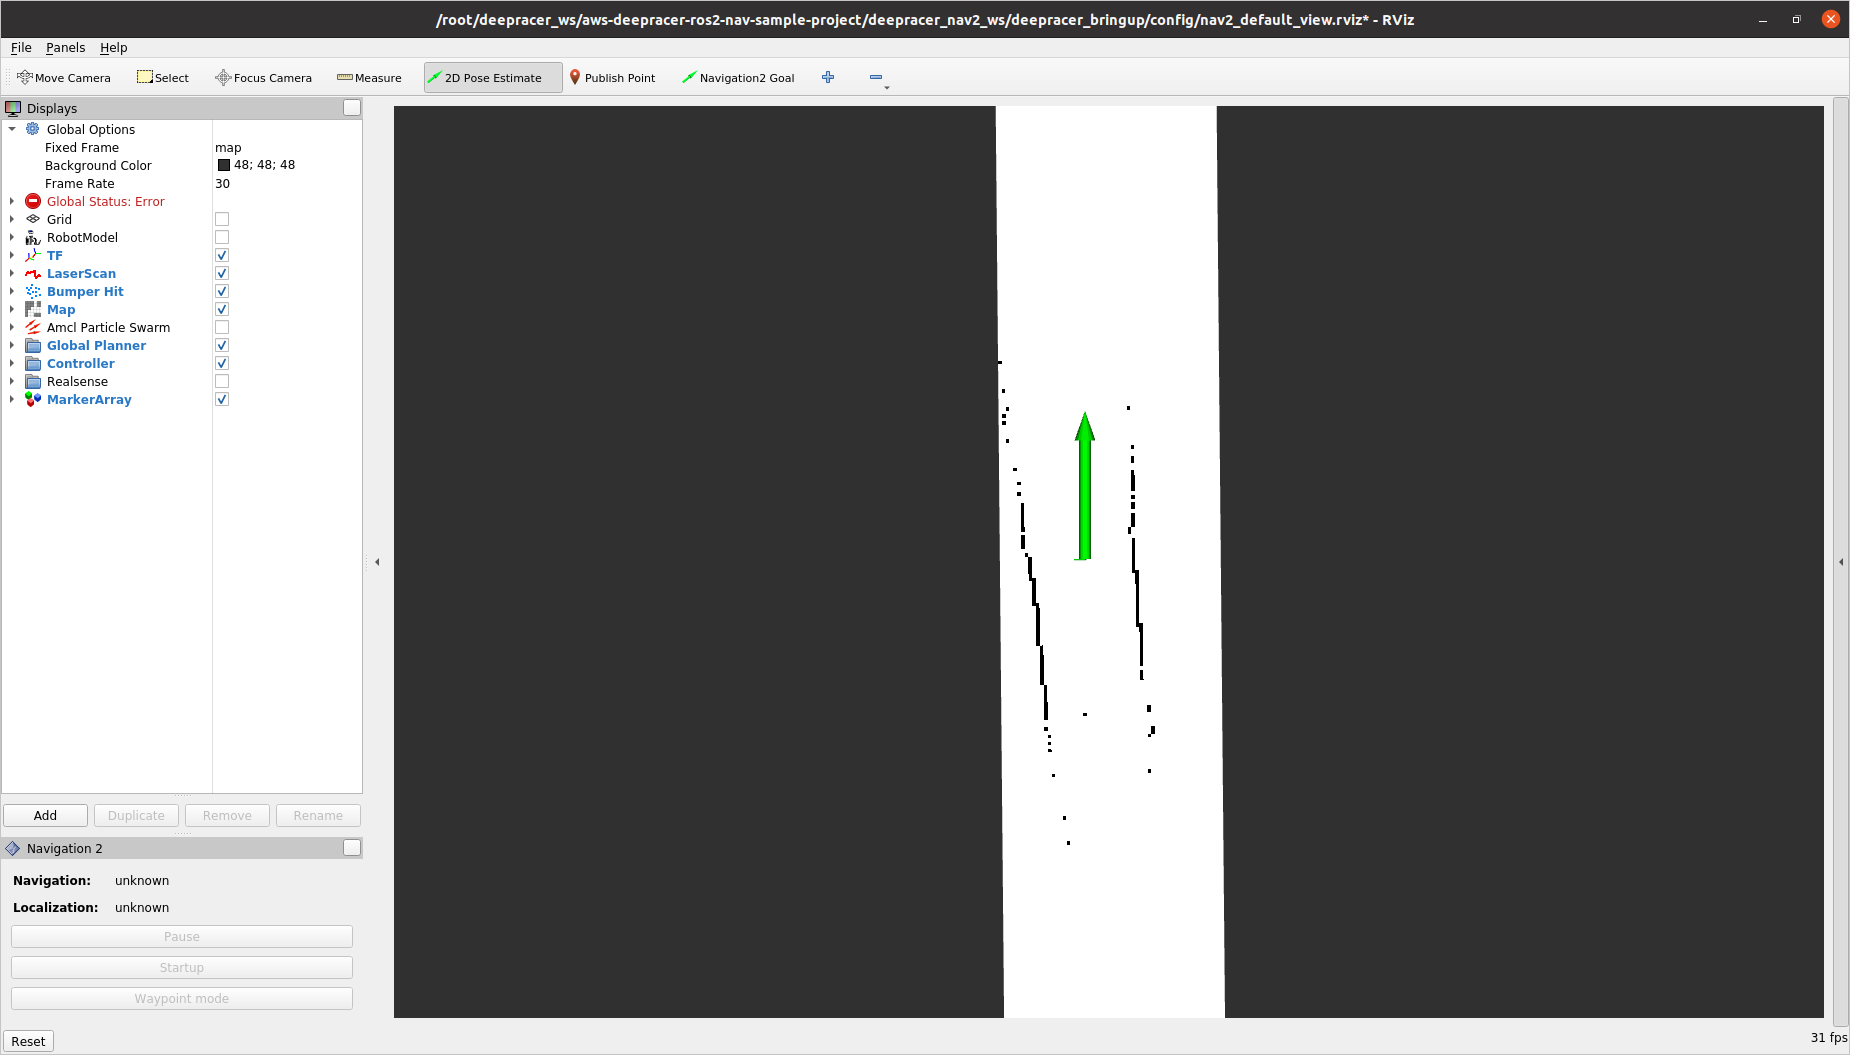 /root/deepracer_ws/aws-deepracer-ros2-nav-sample-project/deepracer_nav2_ws/deepracer_bringup/config/nav2_default_view.rviz* - RViz
File Panels Help
Move Camera Select Focus Camera Measure 2D Pose Estimate Publish Point Navigation2 Goal
Displays
Global Options
Fixed Frame map
Background Color 48; 48; 48
Frame Rate 30
Global Status: Error
Grid
RobotModel
TF
LaserScan
Bumper Hit
Map
Amcl Particle Swarm
Global Planner
Controller
Realsense
MarkerArray
Add Duplicate Remove Rename
Navigation 2
Navigation: unknown
Localization: unknown
Pause
Startup
Waypoint mode
Reset 31 fps